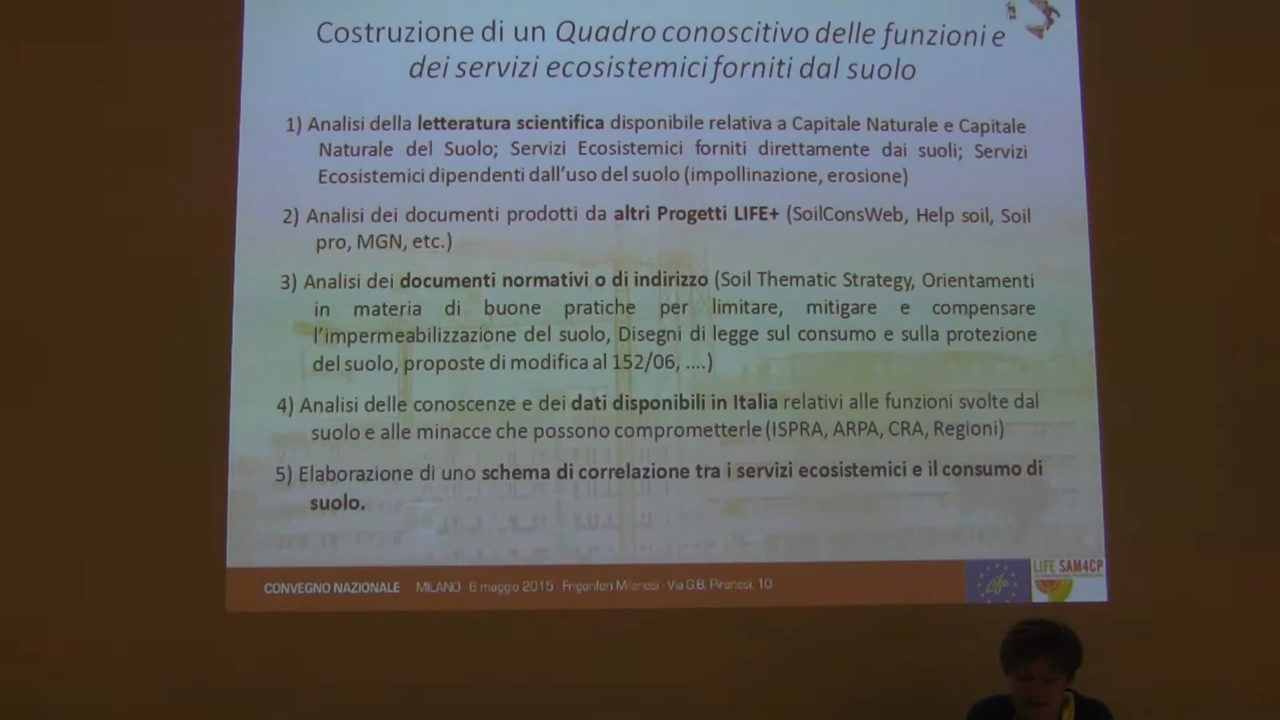 Costruzione di un Quadro conoscitivo delle funzioni e
dei servizi ecosistemici forniti dal suolo
1) Analisi della letteratura scientifica disponibile relativa a Capitale Naturale e Capitale
Naturale del Suolo; Servizi Ecosistemici forniti direttamente dai suoli; Servizi
Ecosistemici dipendenti dall'uso del suolo (impollinazione, erosione)
2) Analisi dei documenti prodotti da altri Progetti LIFE+ (SoilConsWeb, Help soil, Soil
pro, MGN, etc.)
3) Analisi dei documenti normativi o di indirizzo (Soil Thematic Strategy, Orientamenti
in materia di buone pratiche per limitare, mitigare e compensare
l'impermeabilizzazione del suolo, Disegni di legge sul consumo e sulla protezione
del suolo, proposte di modifica al 152/06, ....)
4) Analisi delle conoscenze e dei dati disponibili in Italia relativi alle funzioni svolte dal
suolo e alle minacce che possono comprometterle (ISPRA, ARPA, CRA, Regioni)
5) Elaborazione di uno schema di correlazione tra i servizi ecosistemici e il consumo di
suolo.
CONVEGNO NAZIONALE MILANO - 6 maggio 2015 - Frigoriferi Milanesi - Via G.B. Piranesi, 10
Life
LIFE SAM4CP